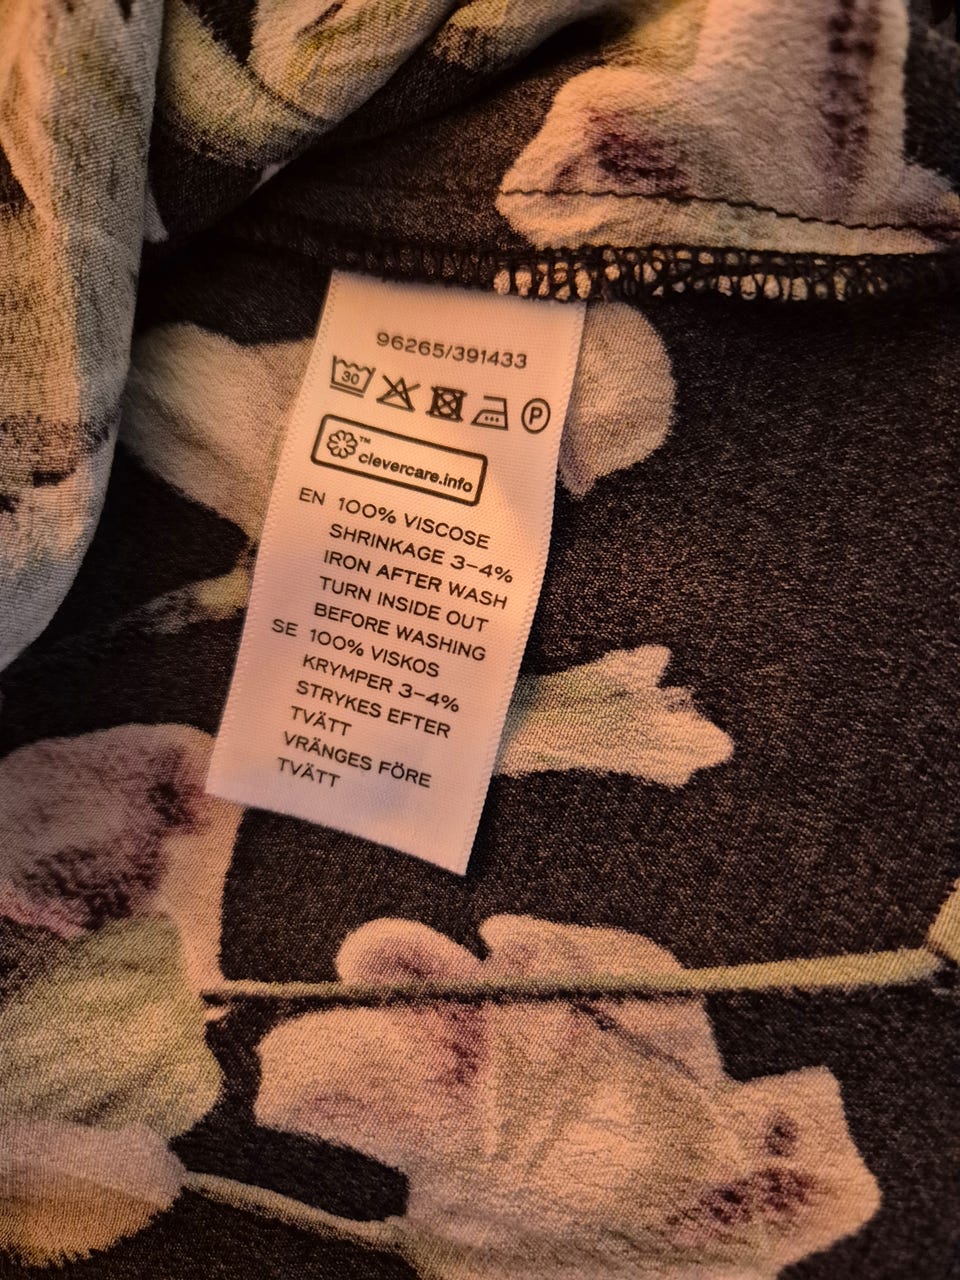 96265/391433
30 P
™
clevercare.info
EN 100% VISCOSE
SHRINKAGE 3-4%
IRON AFTER WASH
TURN INSIDE OUT
BEFORE WASHING
SE 100% VISKOS
KRYMPER 3-4%
STRYKES EFTER
TVÄTT
VRÄNGES FÖRE
TVÄTT